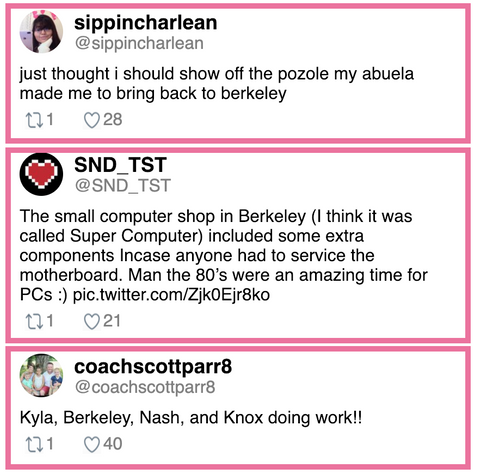 sippincharlean
@sippincharlean
just thought i should show off the pozole my abuela
made me to bring back to berkeley
1 28
SND_TST
@SND_TST
The small computer shop in Berkeley (I think it was
called Super Computer) included some extra
components Incase anyone had to service the
motherboard. Man the 80’s were an amazing time for
PCs :) pic.twitter.com/Zjk0Ejr8ko
1 21
coachscottparr8
@coachscottparr8
Kyla, Berkeley, Nash, and Knox doing work!!
1 40